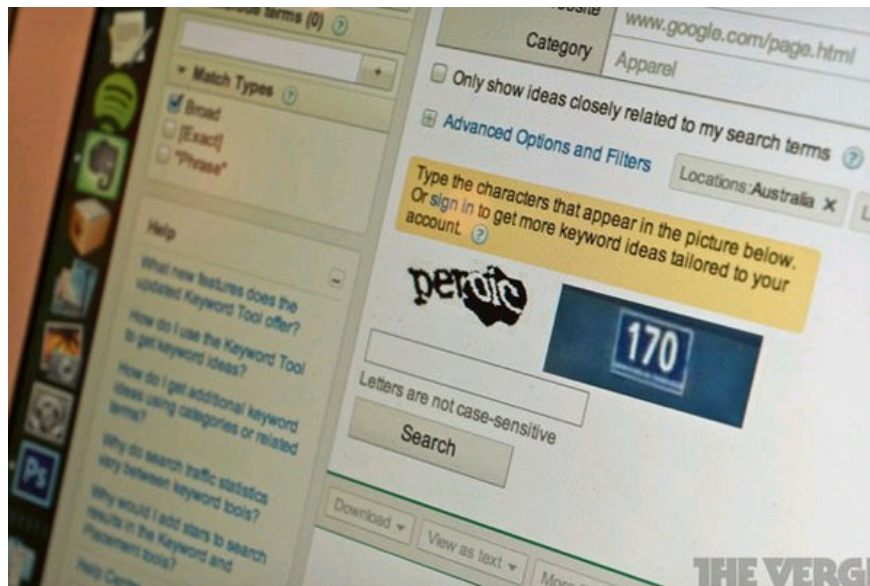 terms (0) ?
+
Match Types ?
Broad
[Exact]
"Phrase"
Help
What new features does the
updated Keyword Tool offer?
How do I use the Keyword Tool
to get keyword ideas?
How do I get additional keyword
ideas using categories or related
terms?
Why do search traffic statistics
vary between keyword tools?
Why would I add stars to search
results in the Keyword and
Placement tools?
Help
Ps
www.google.com/page.html
Category
Apparel
Only show ideas closely related to my search terms ?
Advanced Options and Filters
Locations:Australia ×
Type the characters that appear in the picture below.
Or sign in to get more keyword ideas tailored to your
account. ?
peroic
170
Letters are not case-sensitive
Search
Download
View as text
More
THE VERGE